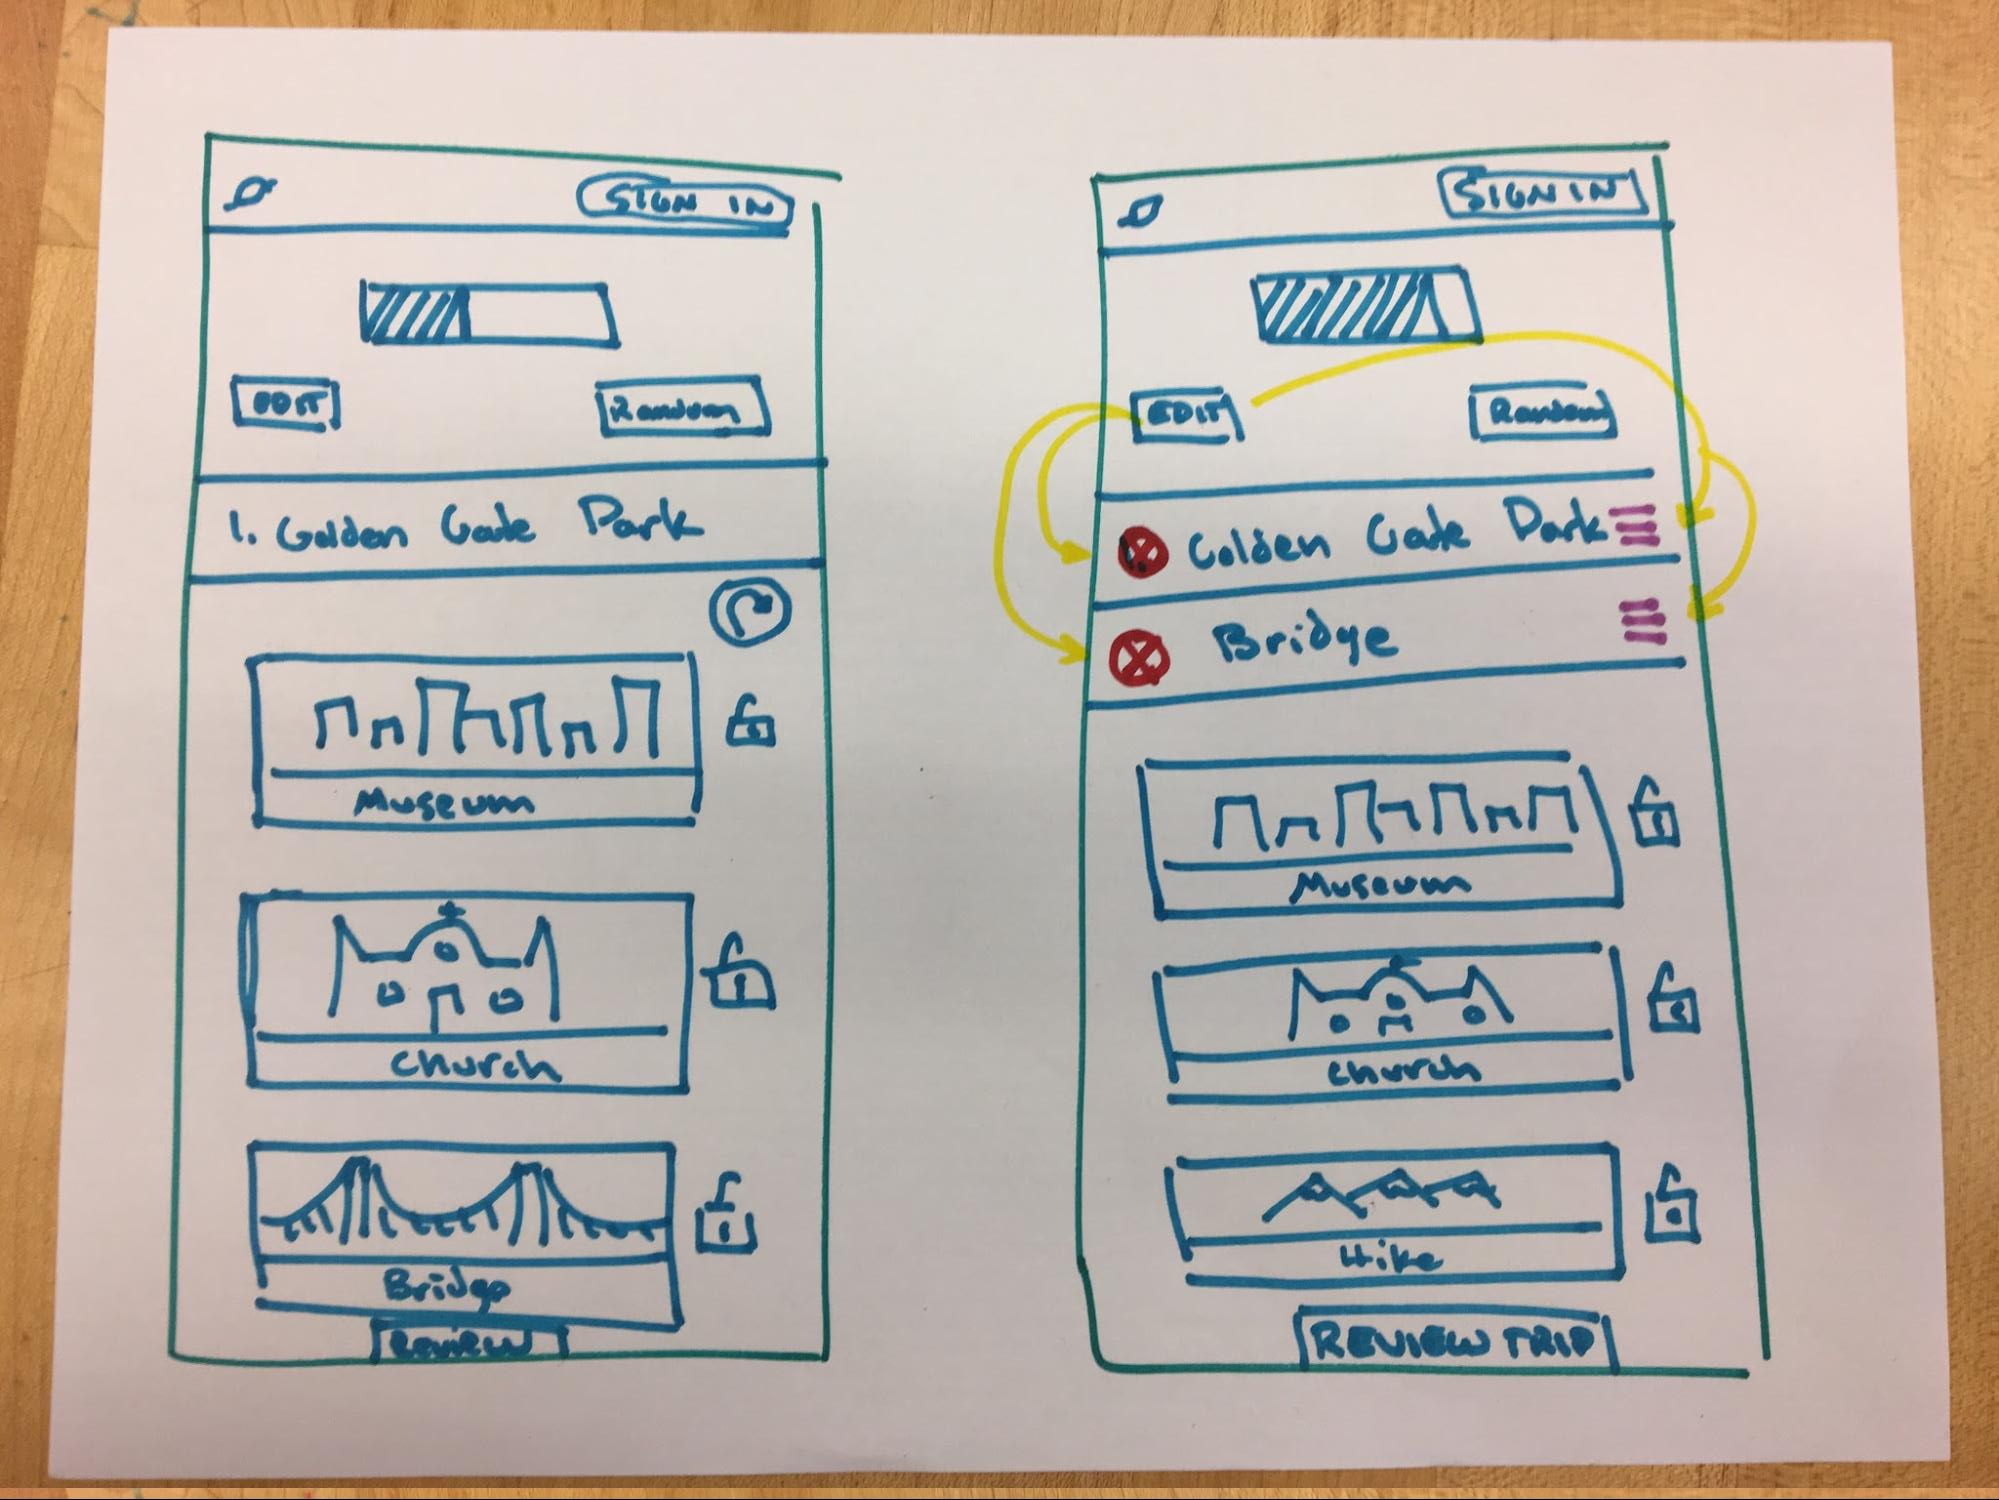 SIGN IN
EDIT
Random
1. Golden Gate Park
Museum
Church
Bridge
REVIEW
SIGN IN
EDIT
Random
Golden Gate Park
Bridge
Museum
Church
Hike
REVIEW TRIP